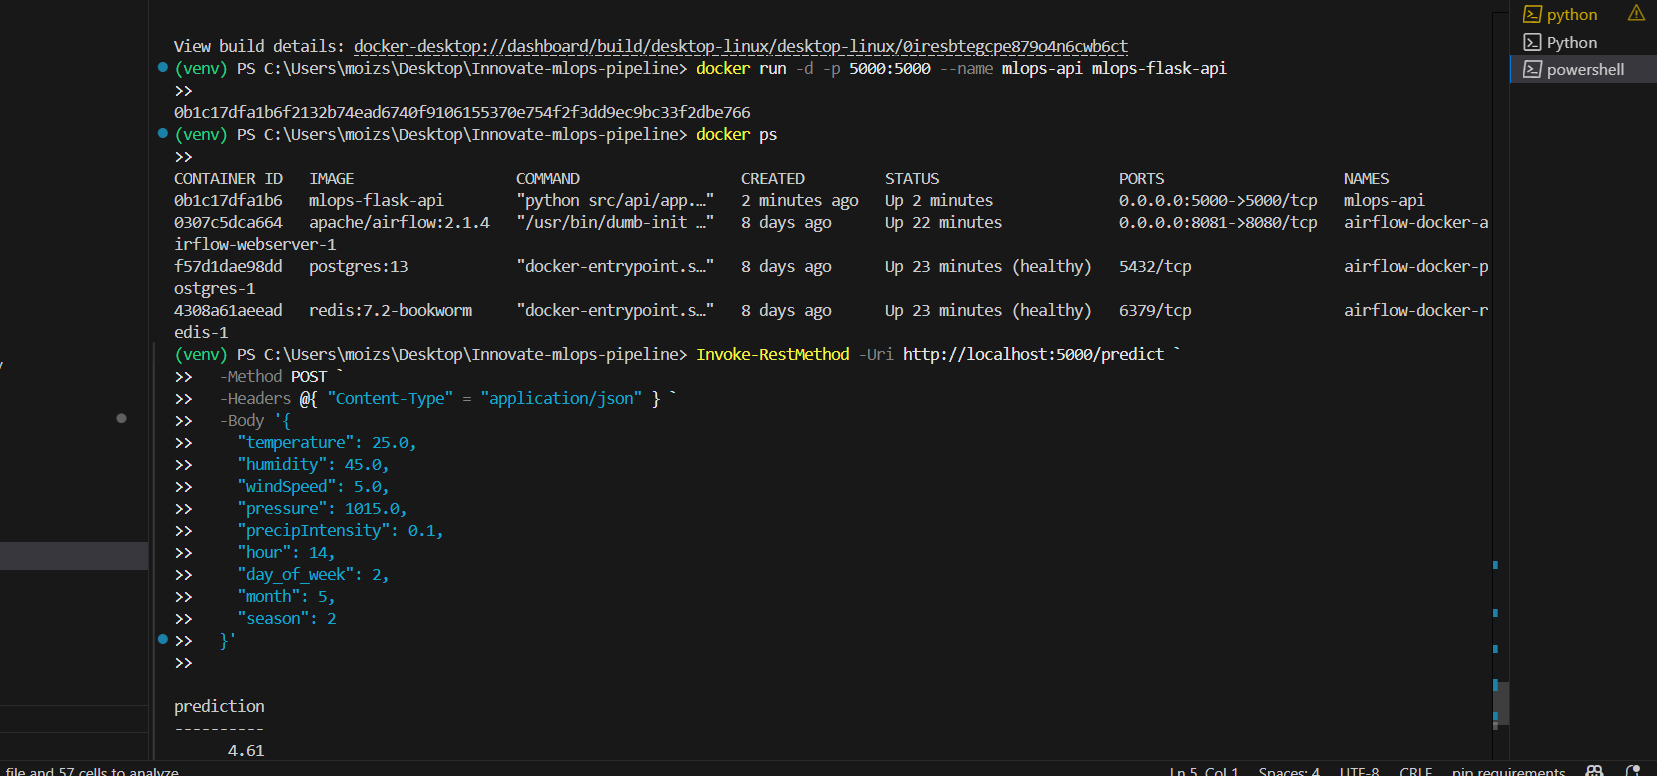 View build details: docker-desktop://dashboard/build/desktop-linux/desktop-linux/0iresbtegcpe879o4n6cwb6ct
(venv) PS C:\Users\moizs\Desktop\Innovate-mlops-pipeline> docker run -d -p 5000:5000 --name mlops-api mlops-flask-api
>>
0b1c17dfa1b6f2132b74ead6740f9106155370e754f2f3dd9ec9bc33f2dbe766
(venv) PS C:\Users\moizs\Desktop\Innovate-mlops-pipeline> docker ps
>>
CONTAINER ID   IMAGE   COMMAND   CREATED   STATUS   PORTS   NAMES
0b1c17dfa1b6   mlops-flask-api   "python src/api/app.…"   2 minutes ago   Up 2 minutes   0.0.0.0:5000->5000/tcp   mlops-api
0307c5dca664   apache/airflow:2.1.4   "/usr/bin/dumb-init …"   8 days ago   Up 22 minutes   0.0.0.0:8081->8080/tcp   airflow-docker-a
irflow-webserver-1
f57d1dae98dd   postgres:13   "docker-entrypoint.s…"   8 days ago   Up 23 minutes (healthy)   5432/tcp   airflow-docker-p
ostgres-1
4308a61aeead   redis:7.2-bookworm   "docker-entrypoint.s…"   8 days ago   Up 23 minutes (healthy)   6379/tcp   airflow-docker-r
edis-1
(venv) PS C:\Users\moizs\Desktop\Innovate-mlops-pipeline> Invoke-RestMethod -Uri http://localhost:5000/predict `
>>   -Method POST `
>>   -Headers @{ "Content-Type" = "application/json" } `
>>   -Body '{
>>     "temperature": 25.0,
>>     "humidity": 45.0,
>>     "windSpeed": 5.0,
>>     "pressure": 1015.0,
>>     "precipIntensity": 0.1,
>>     "hour": 14,
>>     "day_of_week": 2,
>>     "month": 5,
>>     "season": 2
>>   }'
>>
prediction
----------
4.61
python
Python
powershell
file and 57 cells to analyze
Ln 5, Col 1   Spaces: 4   UTF-8   CRLF   pip requirements